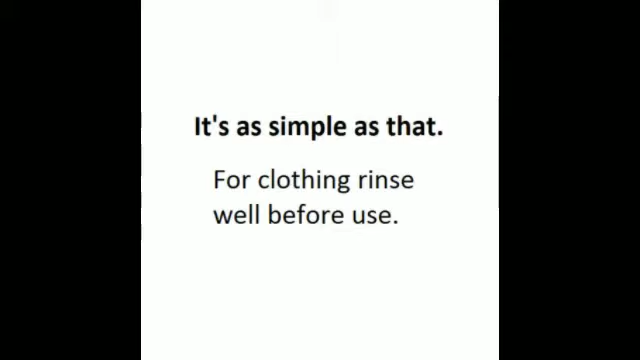 It's as simple as that.
For clothing rinse
well before use.